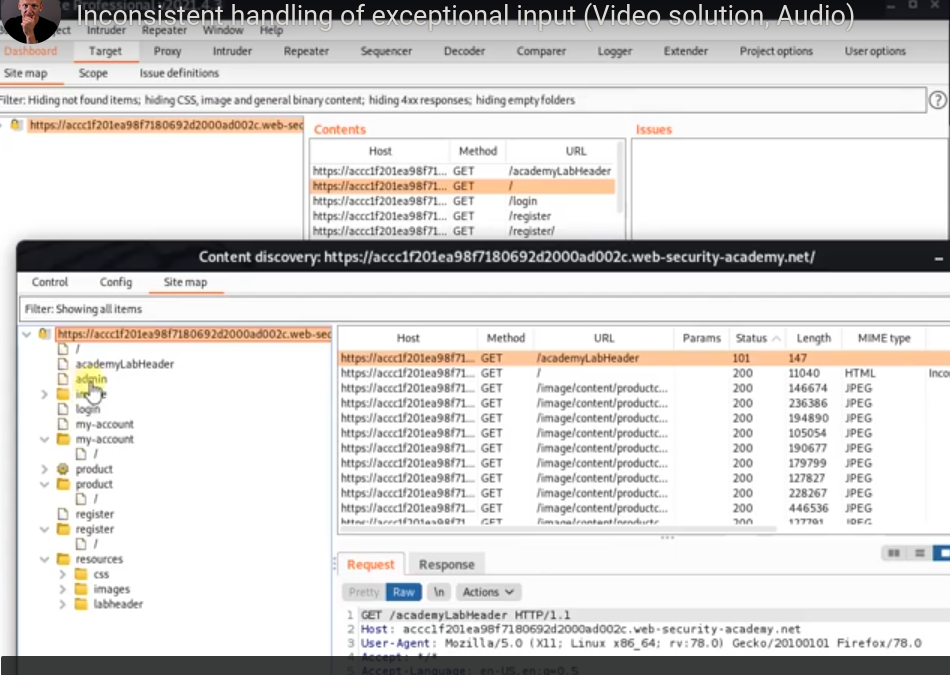 Inconsistent handling of exceptional input (Video solution, Audio)
Intruder Repeater Window Help
Dashboard Target Proxy Intruder Repeater Sequencer Decoder Comparer Logger Extender Project options User options
Site map Scope Issue definitions
Filter: Hiding not found items; hiding CSS, image and general binary content; hiding 4xx responses; hiding empty folders
?
https://accc1f201ea98f7180692d2000ad002c.web-sec
Contents
Issues
Host Method URL
https://accc1f201ea98f71... GET /academyLabHeader
https://accc1f201ea98f71... GET /
https://accc1f201ea98f71... GET /login
https://accc1f201ea98f71... GET /register
https://accc1f201ea98f71... GET /register/
Content discovery: https://accc1f201ea98f7180692d2000ad002c.web-security-academy.net/
Control Config Site map
Filter: Showing all items
https://accc1f201ea98f7180692d2000ad002c.web-sec
/
academyLabHeader
admin
login
my-account
my-account
/
product
product
/
register
register
/
resources
css
images
labheader
Host Method URL Params Status Length MIME type
https://accc1f201ea98f71... GET /academyLabHeader 101 147
https://accc1f201ea98f71... GET / 200 11040 HTML Inco
https://accc1f201ea98f71... GET /image/content/productc... 200 146674 JPEG
https://accc1f201ea98f71... GET /image/content/productc... 200 236386 JPEG
https://accc1f201ea98f71... GET /image/content/productc... 200 194890 JPEG
https://accc1f201ea98f71... GET /image/content/productc... 200 105054 JPEG
https://accc1f201ea98f71... GET /image/content/productc... 200 190677 JPEG
https://accc1f201ea98f71... GET /image/content/productc... 200 179799 JPEG
https://accc1f201ea98f71... GET /image/content/productc... 200 127827 JPEG
https://accc1f201ea98f71... GET /image/content/productc... 200 228267 JPEG
https://accc1f201ea98f71... GET /image/content/productc... 200 446536 JPEG
https://accc1f201ea98f71... GET /image/content/productc... 200 127791 JPEG
Request Response
Pretty Raw \n Actions
1 GET /academyLabHeader HTTP/1.1
2 Host: accc1f201ea98f7180692d2000ad002c.web-security-academy.net
3 User-Agent: Mozilla/5.0 (X11; Linux x86_64; rv:78.0) Gecko/20100101 Firefox/78.0
4 Accept: */*
5 Accept-Language: en-US,en;q=0.5